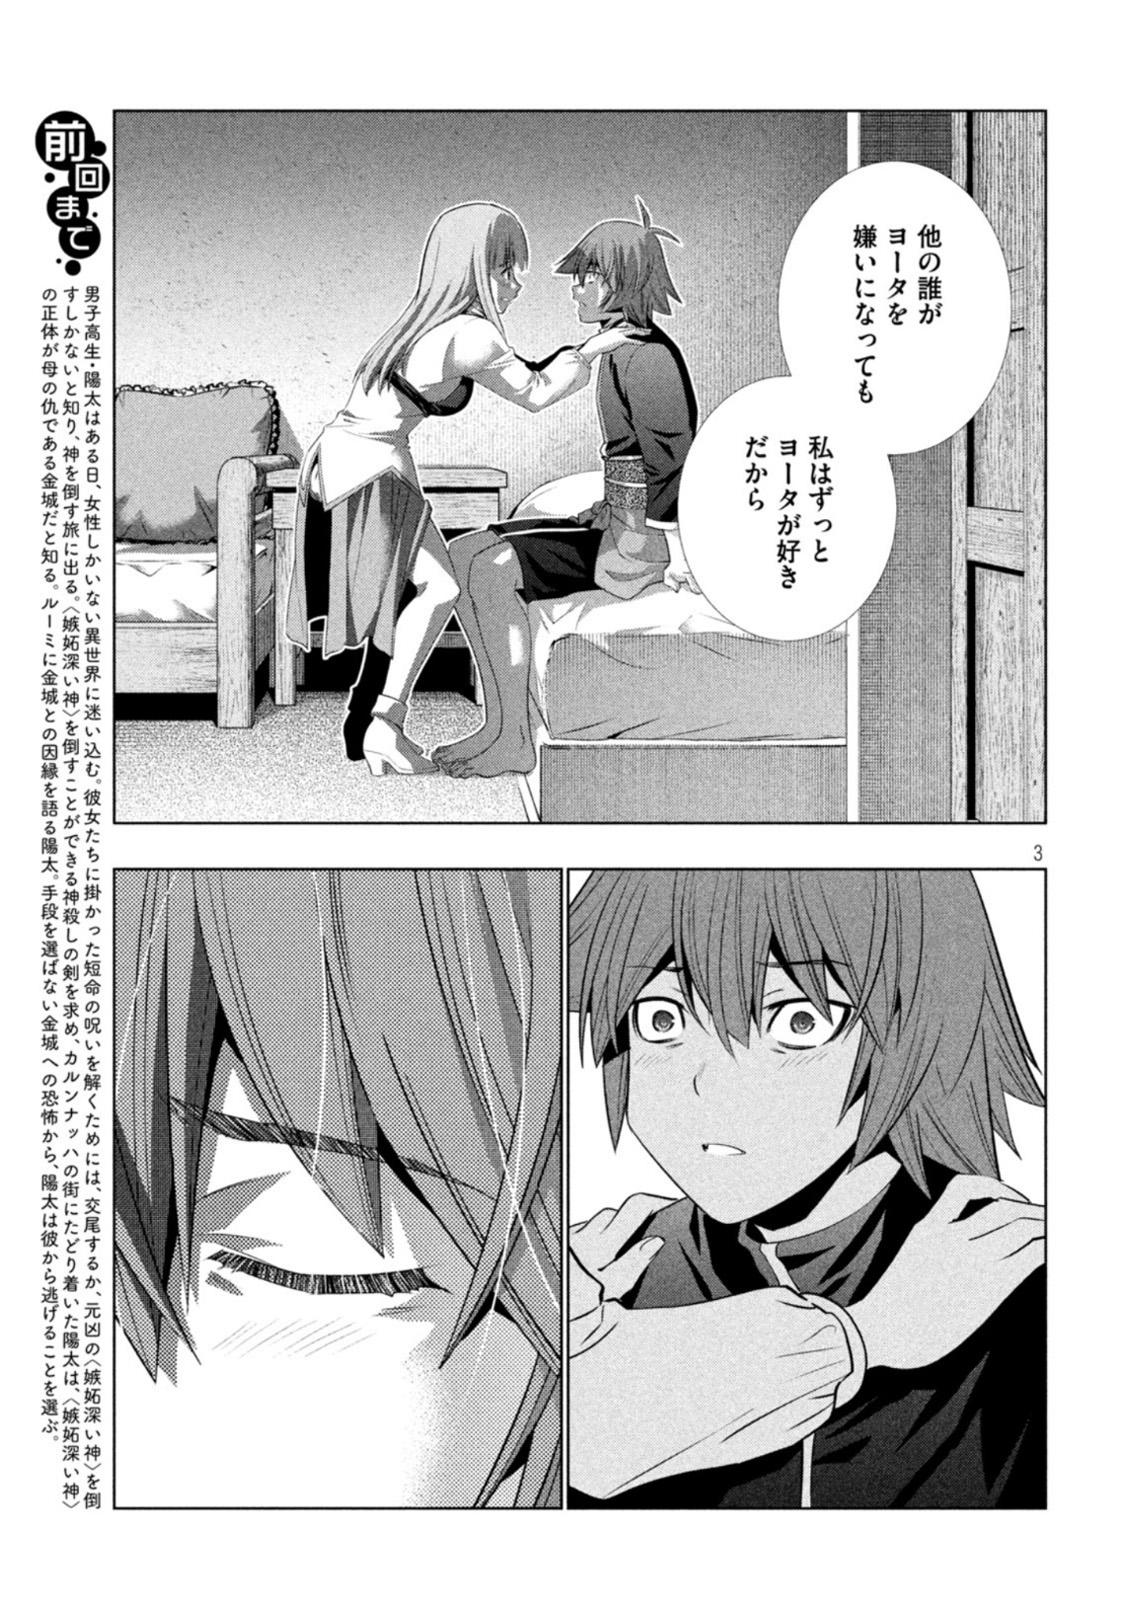 他の誰が
ヨータを
嫌いになっても
私はずっと
ヨータが好き
だから
3
前回まで
男子高生・陽太はある日、女性しかいない異世界に迷い込む。彼女たちに掛かった短命の呪いを解くためには、交尾するか、元凶の〈嫉妬深い神〉を倒
すしかないと知り、神を倒す旅に出る。〈嫉妬深い神〉を倒すことができる神殺しの剣を求め、カルンナッハの街にたどり着いた陽太は、〈嫉妬深い神〉
の正体が母の仇である金城だと知る。ルーミに金城との因縁を語る陽太。手段を選ばない金城への恐怖から、陽太は彼から逃げることを選ぶ。